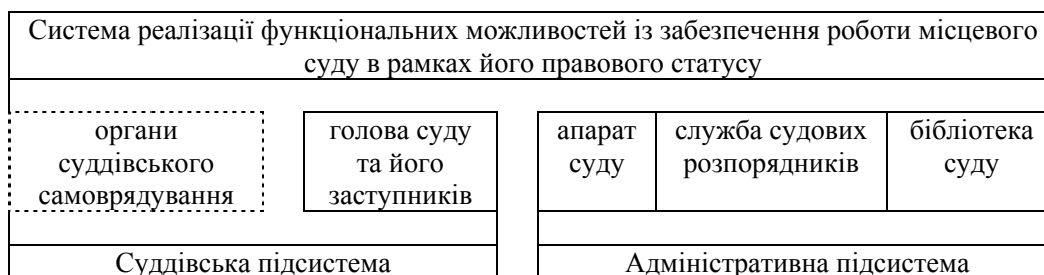 Система реалізації функціональних можливостей із забезпечення роботи місцевого
суду в рамках його правового статусу
органи
суддівського
самоврядування
голова суду
та його
заступників
апарат
суду
служба судових
розпорядників
бібліотека
суду
Суддівська підсистема
Адміністративна підсистема